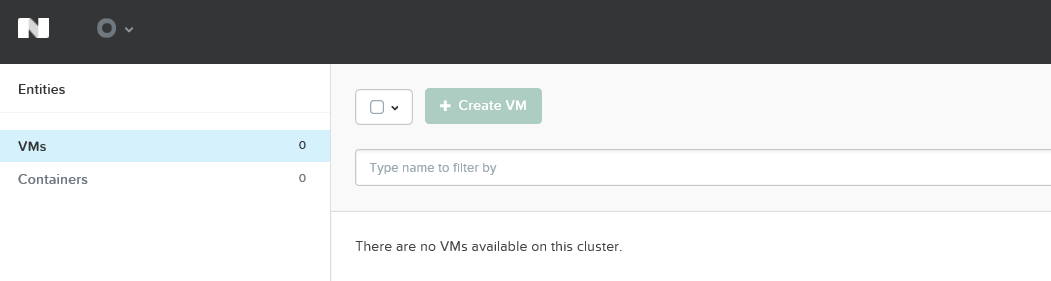 Entities
Create VM
VMs 0
Type name to filter by
Containers 0
There are no VMs available on this cluster.